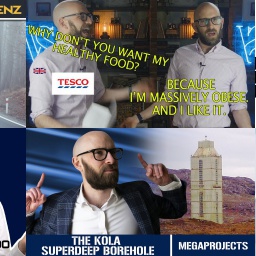 ENZ
WHY DON'T YOU WANT MY
HEALTHY FOOD?
TESCO
BECAUSE
I'M MASSIVELY OBESE,
AND I LIKE IT.
THE KOLA
SUPERDEEP BOREHOLE
MEGAPROJECTS